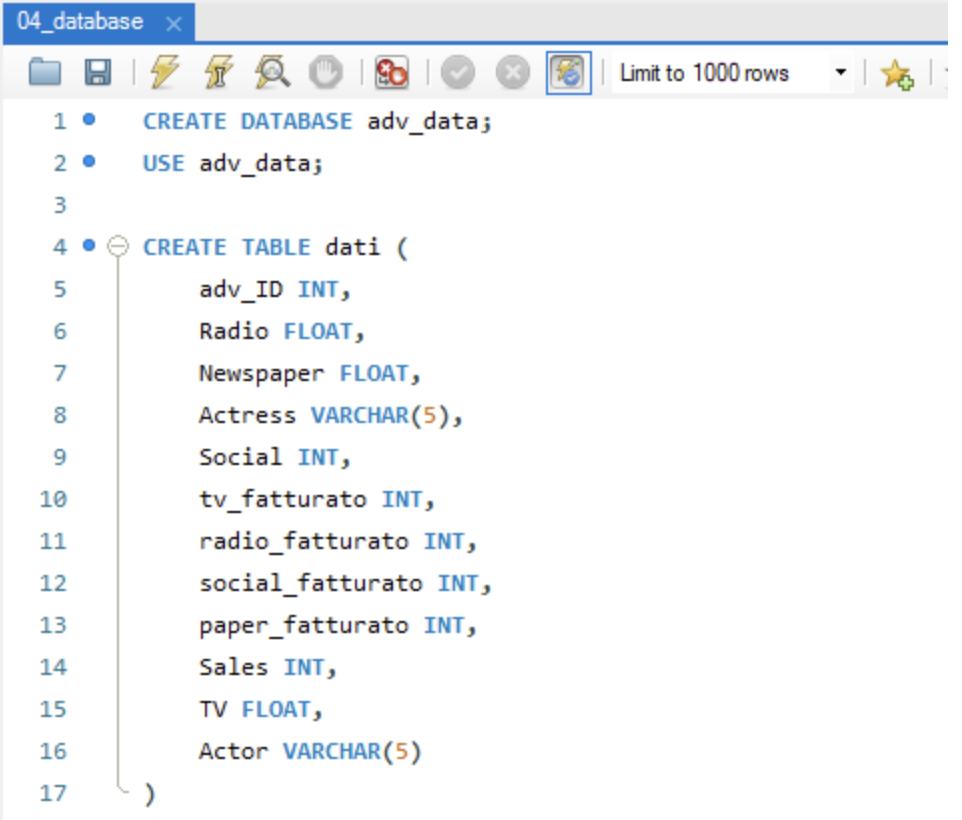 04_database ×
Limit to 1000 rows
1 CREATE DATABASE adv_data;
2 USE adv_data;
3
4 CREATE TABLE dati (
5 adv_ID INT,
6 Radio FLOAT,
7 Newspaper FLOAT,
8 Actress VARCHAR(5),
9 Social INT,
10 tv_fatturato INT,
11 radio_fatturato INT,
12 social_fatturato INT,
13 paper_fatturato INT,
14 Sales INT,
15 TV FLOAT,
16 Actor VARCHAR(5)
17 )